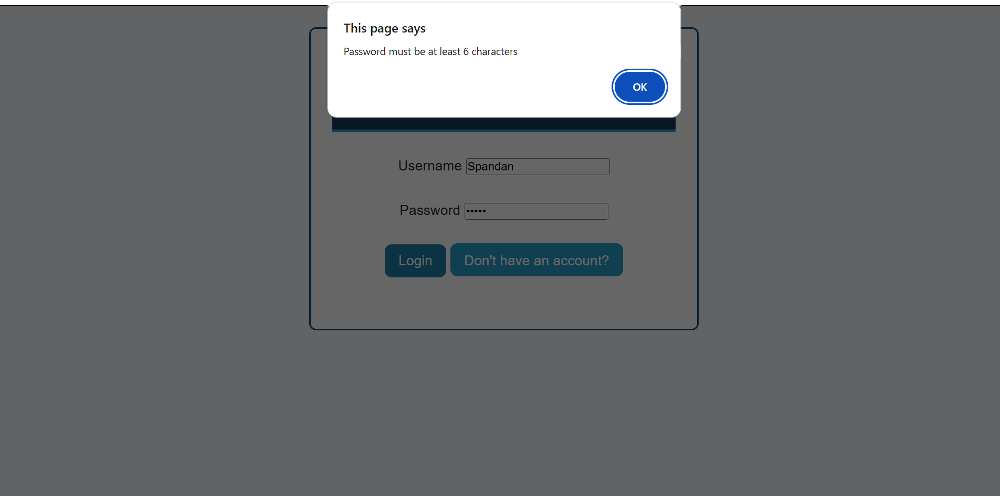 This page says
Password must be at least 6 characters
OK
Username Spandan
Password •••••
Login Don't have an account?